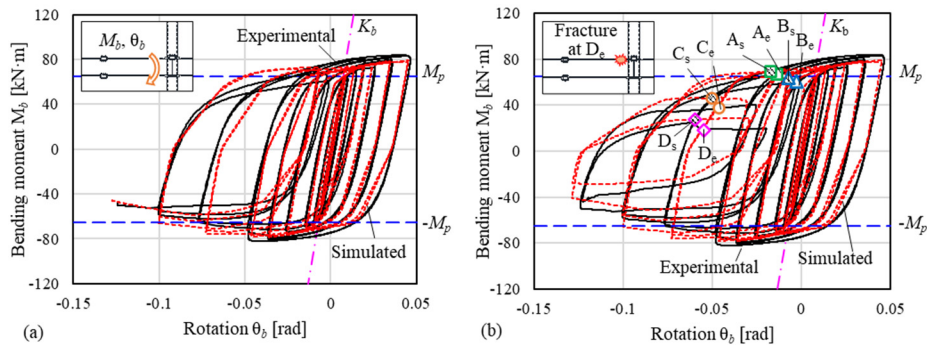 120
80
40
0
-40
-80
-120
Bending moment M_b [kN·m]
M_b, θ_b
Experimental
K_b
M_p
-M_p
Simulated
-0.15
-0.1
-0.05
0
0.05
(a)
Rotation θ_b [rad]
120
80
40
0
-40
-80
-120
Bending moment M_b [kN·m]
Fracture
at D_e
C_s
C_e
A_s
A_e
B_s
B_e
K_b
M_p
D_s
D_e
-M_p
Experimental
Simulated
-0.15
-0.1
-0.05
0
0.05
(b)
Rotation θ_b [rad]